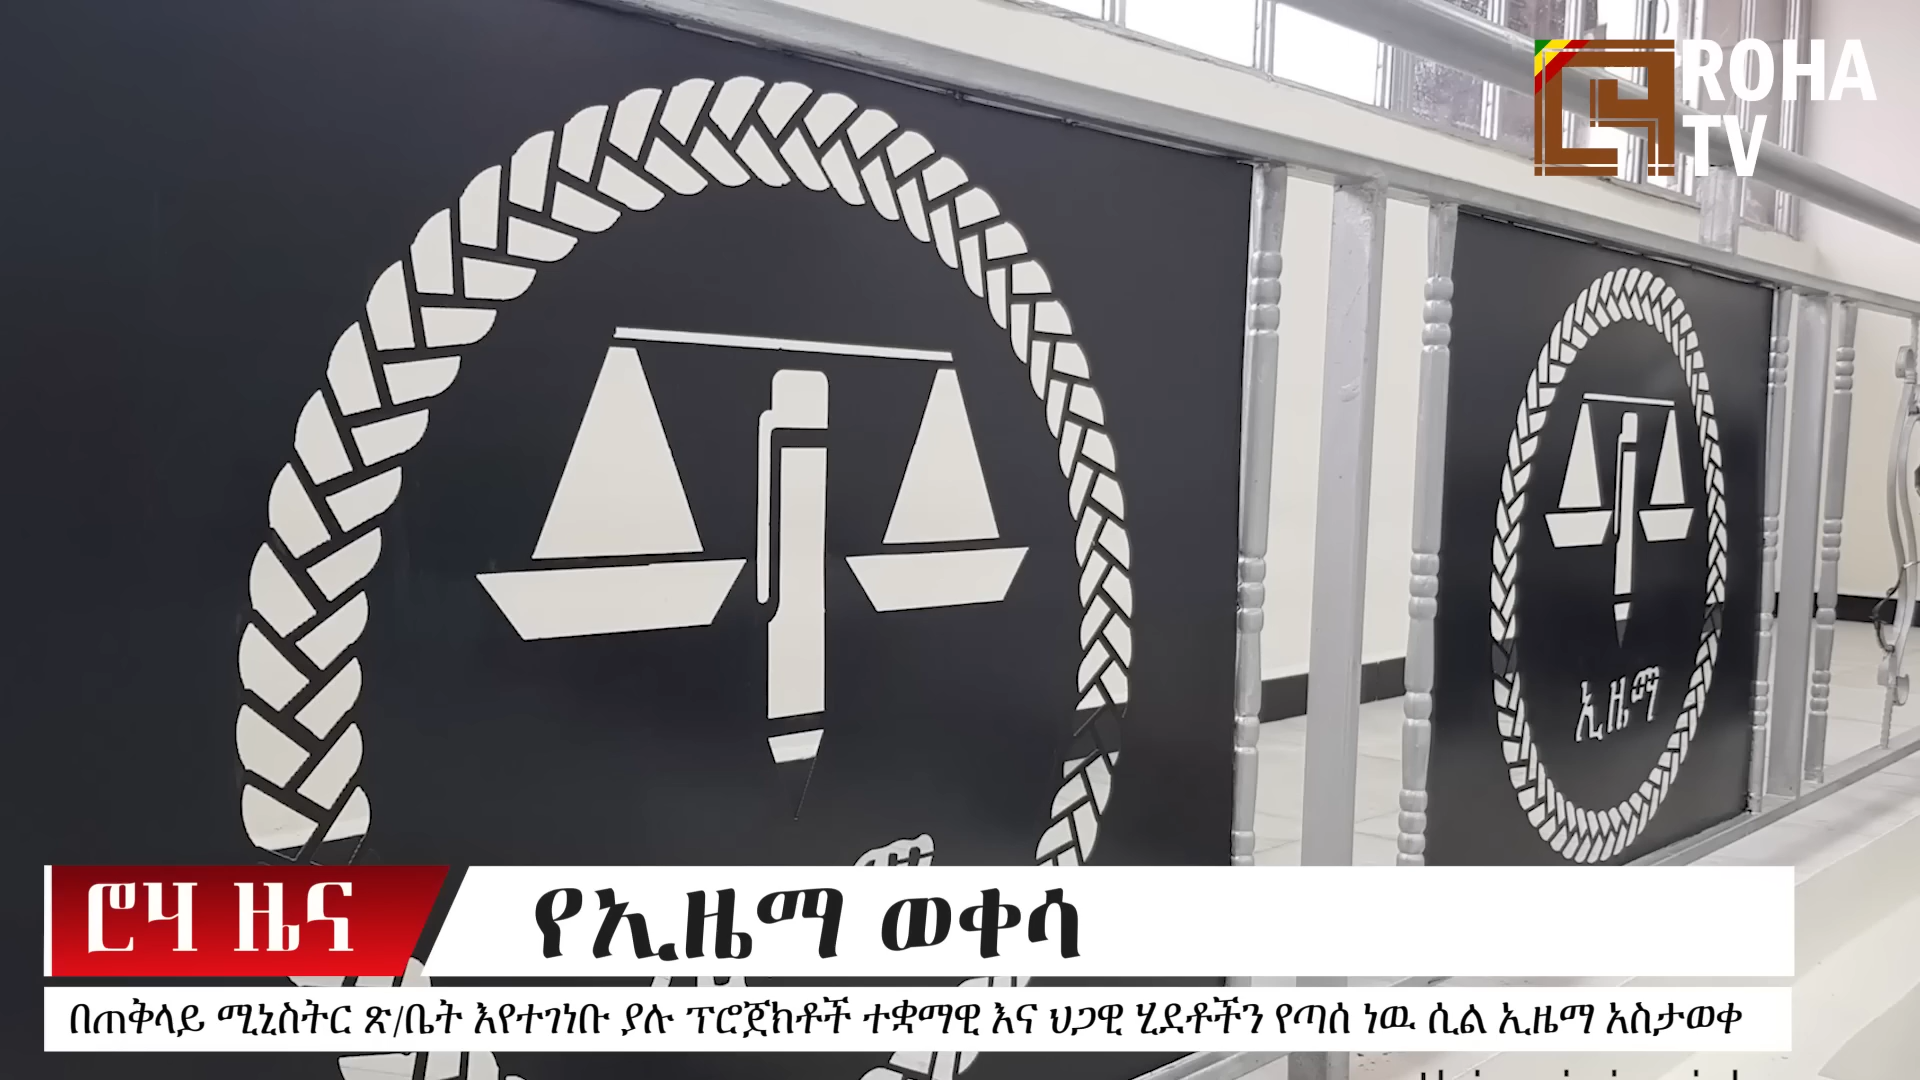 ROHA
TV
ኢዜማ
ሮሃ ዜና
የኢዜማ ወቀሳ
በጠቅላይ ሚኒስትር ጽ/ቤት እየተገነቡ ያሉ ፕሮጀክቶች ተቋማዊ እና ህጋዊ ሂደቶችን የጣሰ ነዉ ሲል ኢዜማ አስታወቀ